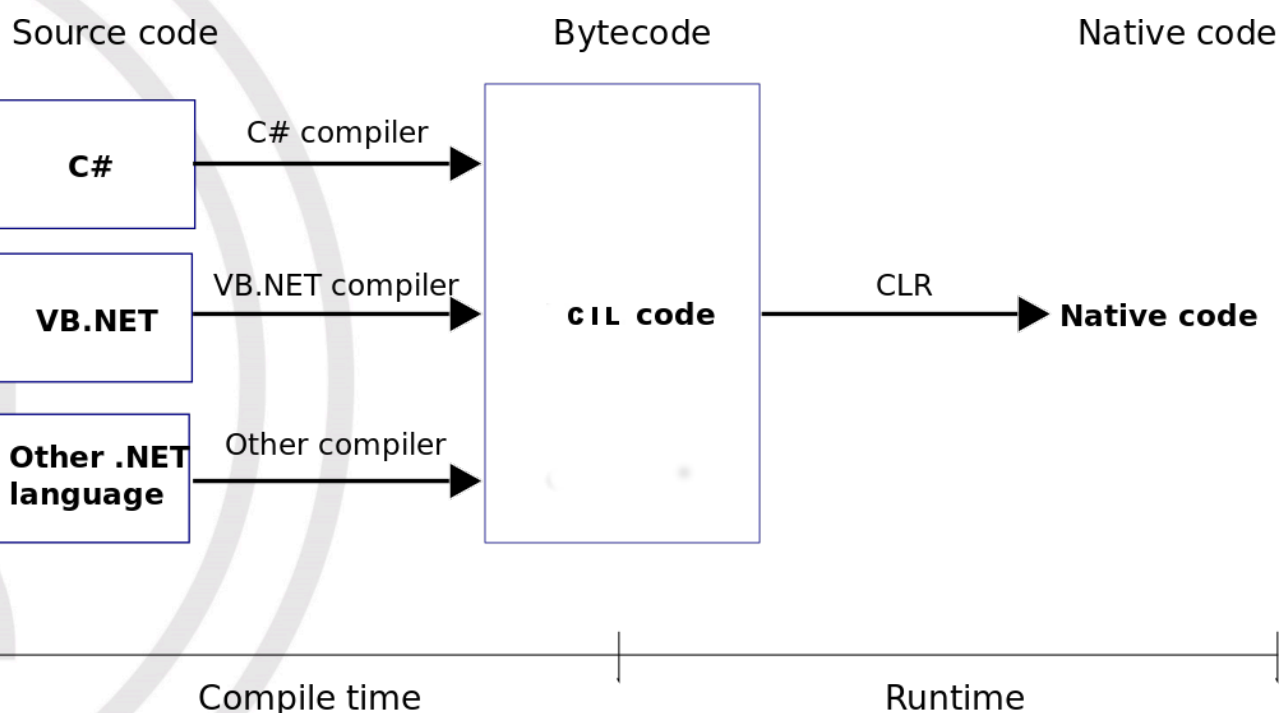 Source code
Bytecode
Native code
C# compiler
C#
VB.NET compiler
VB.NET
CIL code
CLR
Native code
Other compiler
Other .NET
language
Compile time
Runtime